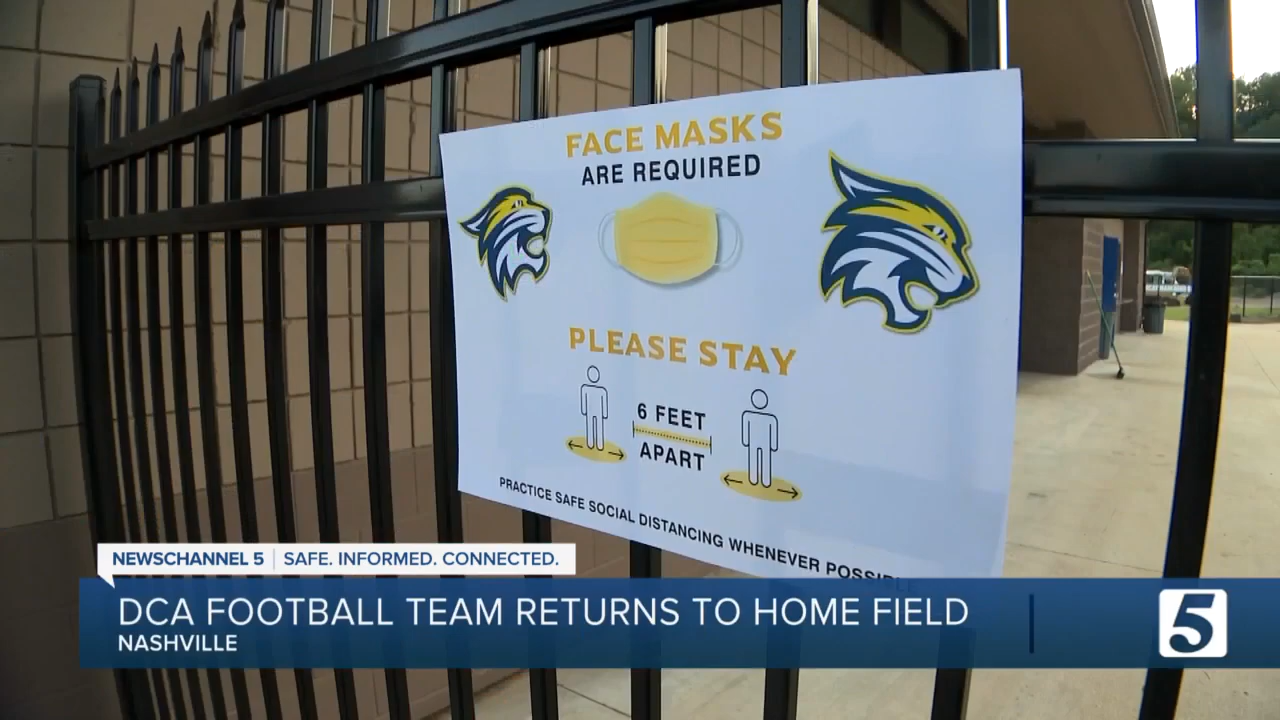 FACE MASKS
ARE REQUIRED
PLEASE STAY
6 FEET
APART
PRACTICE SAFE SOCIAL DISTANCING WHENEVER
NEWSCHANNEL 5 | SAFE. INFORMED. CONNECTED.
DCA FOOTBALL TEAM RETURNS TO HOME FIELD
NASHVILLE
5